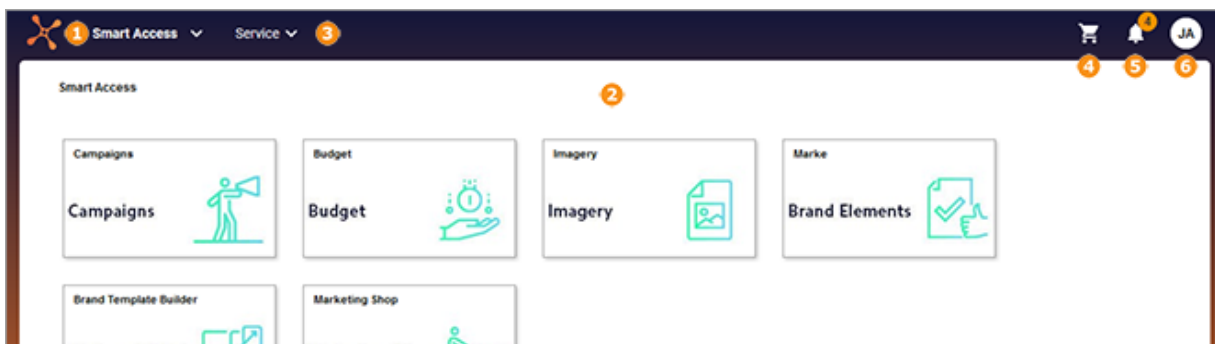 1 Smart Access Service 3 4
JA
4 5 6
Smart Access
2
Campaigns
Campaigns
Budget
Budget
Imagery
Imagery
Marke
Brand Elements
Brand Template Builder
Marketing Shop